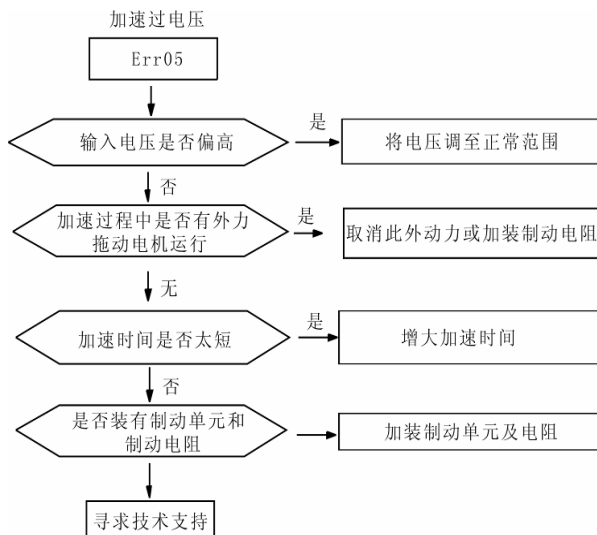 加速过电压
Err05
输入电压是否偏高
是
将电压调至正常范围
否
加速过程中是否有外力
拖动电机运行
是
取消此外动力或加装制动电阻
无
加速时间是否太短
是
增大加速时间
否
是否装有制动单元和
制动电阻
加装制动单元及电阻
寻求技术支持